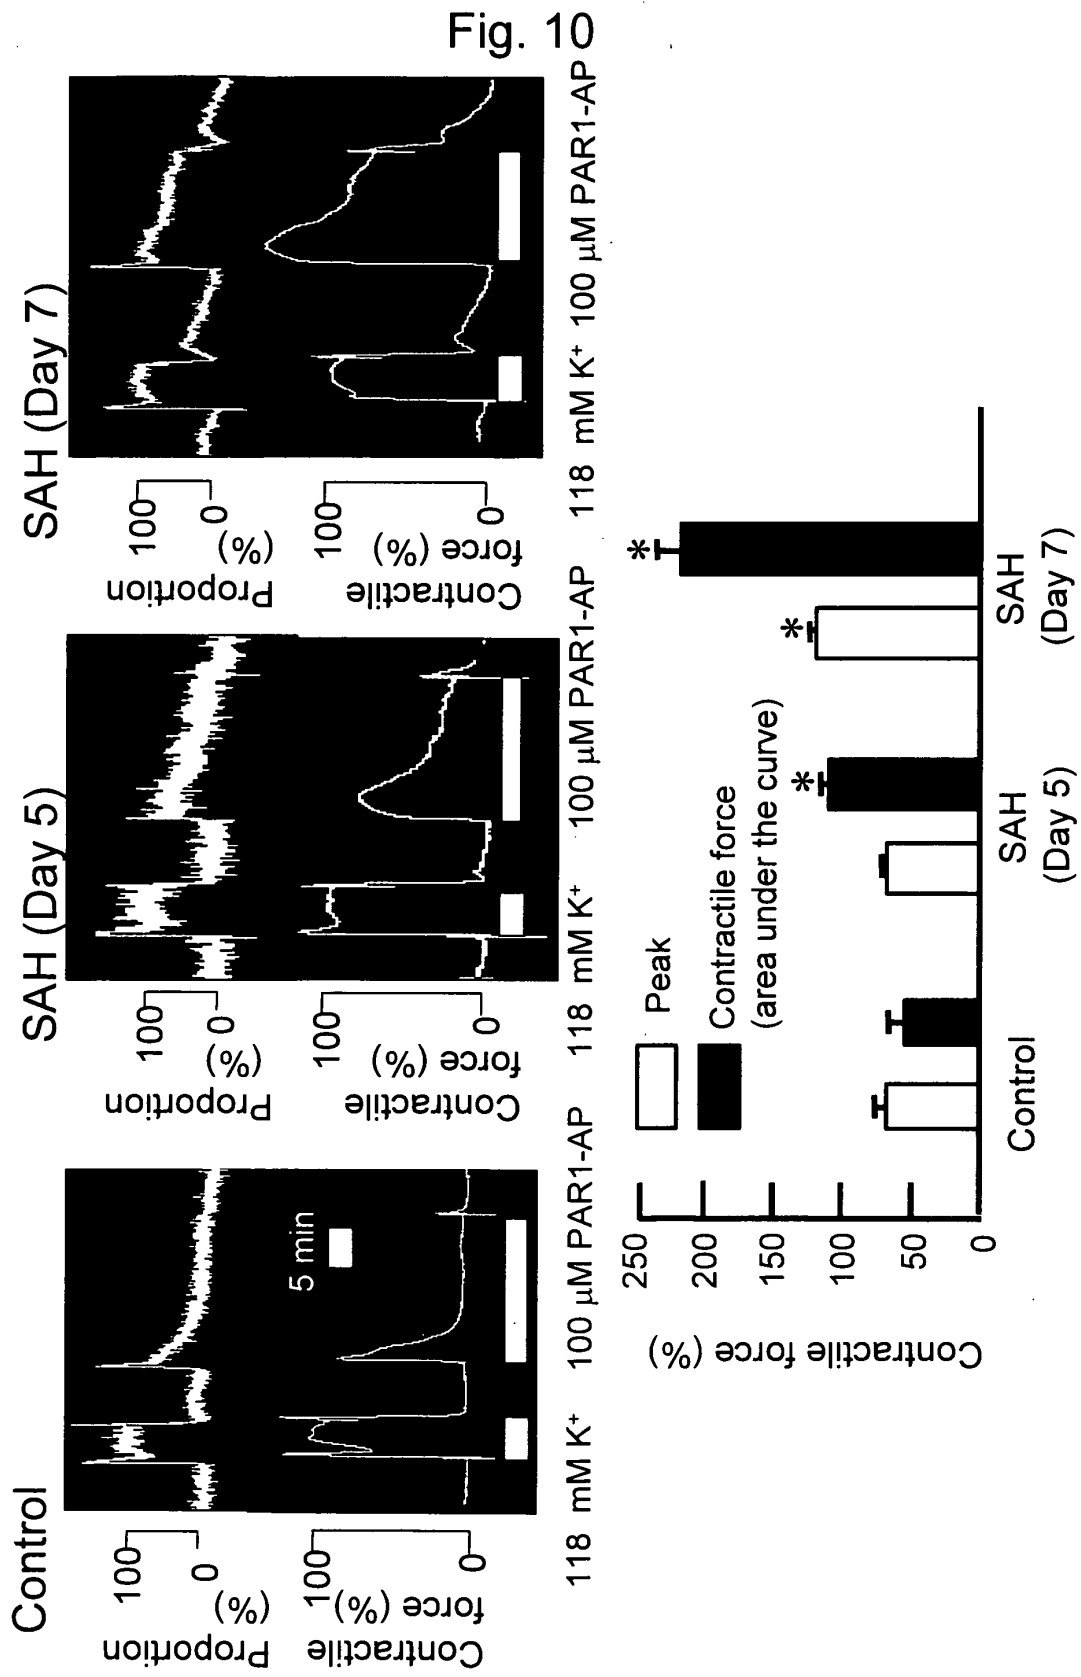 Fig. 10
Control
Proportion
(%)
100
0
Contractile
force (%)
100
0
5 min
118 mM K+
100 µM PAR1-AP
SAH (Day 5)
Proportion
(%)
100
0
Contractile
force (%)
100
0
118 mM K+
100 µM PAR1-AP
SAH (Day 7)
Proportion
(%)
100
0
Contractile
force (%)
100
0
118 mM K+
100 µM PAR1-AP
Contractile force (%)
250
200
150
100
50
0
Peak
Contractile force
(area under the curve)
*
*
*
Control
SAH
(Day 5)
SAH
(Day 7)